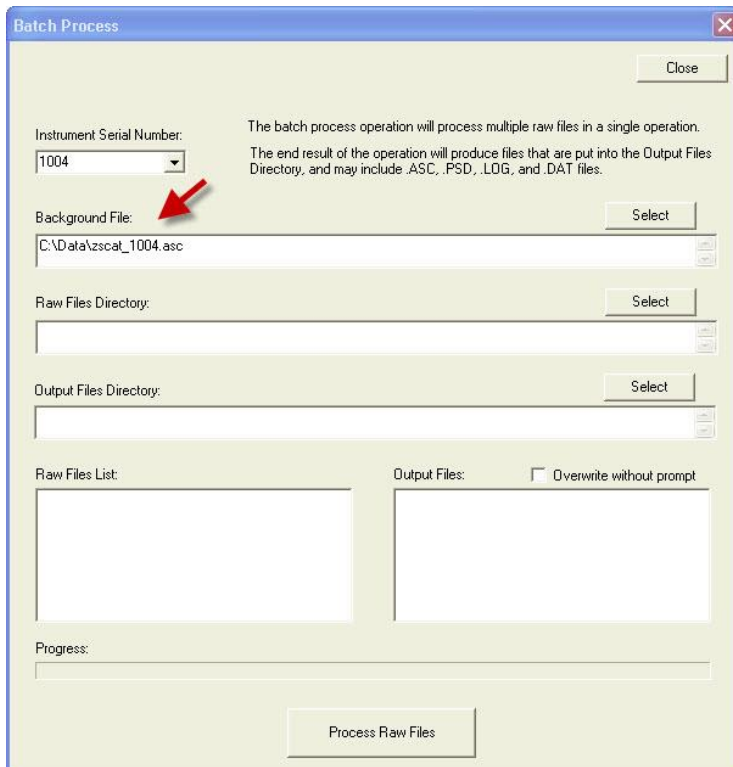 Batch Process
Close
Instrument Serial Number:
1004
The batch process operation will process multiple raw files in a single operation.
The end result of the operation will produce files that are put into the Output Files
Directory, and may include .ASC, .PSD, .LOG, and .DAT files.
Background File:
Select
C:\Data\zscat_1004.asc
Raw Files Directory:
Select
Output Files Directory:
Select
Raw Files List:
Output Files:
Overwrite without prompt
Progress:
Process Raw Files